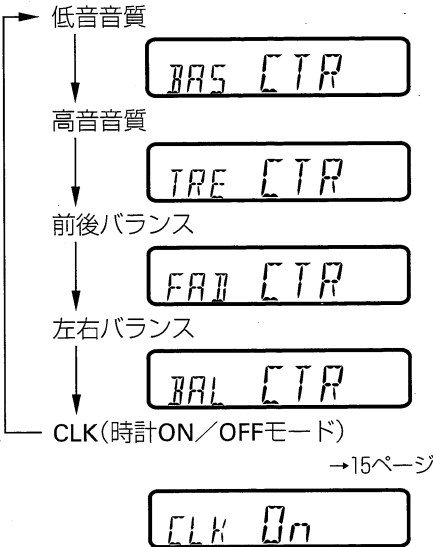 低音音質
BAS CTR
高音音質
TRE CTR
前後バランス
FAD CTR
左右バランス
BAL CTR
CLK(時計ON／OFFモード)
→15ページ
CLK On